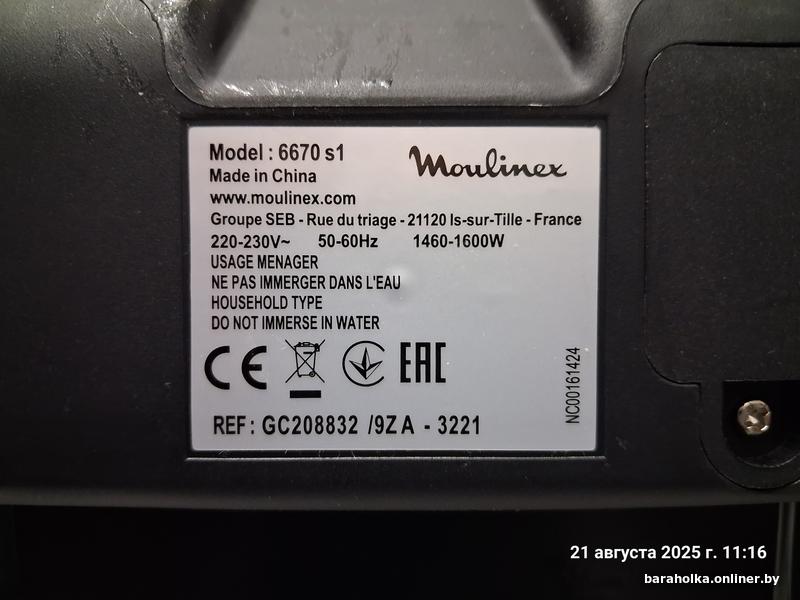 Model : 6670 s1
Moulinex
Made in China
www.moulinex.com
Groupe SEB - Rue du triage - 21120 Is-sur-Tille - France
220-230V~ 50-60Hz 1460-1600W
USAGE MENAGER
NE PAS IMMERGER DANS L'EAU
HOUSEHOLD TYPE
DO NOT IMMERSE IN WATER
CE EAC
NC00161424
REF : GC208832 /9Z A - 3221
21 августа 2025 г. 11:16
baraholka.onliner.by